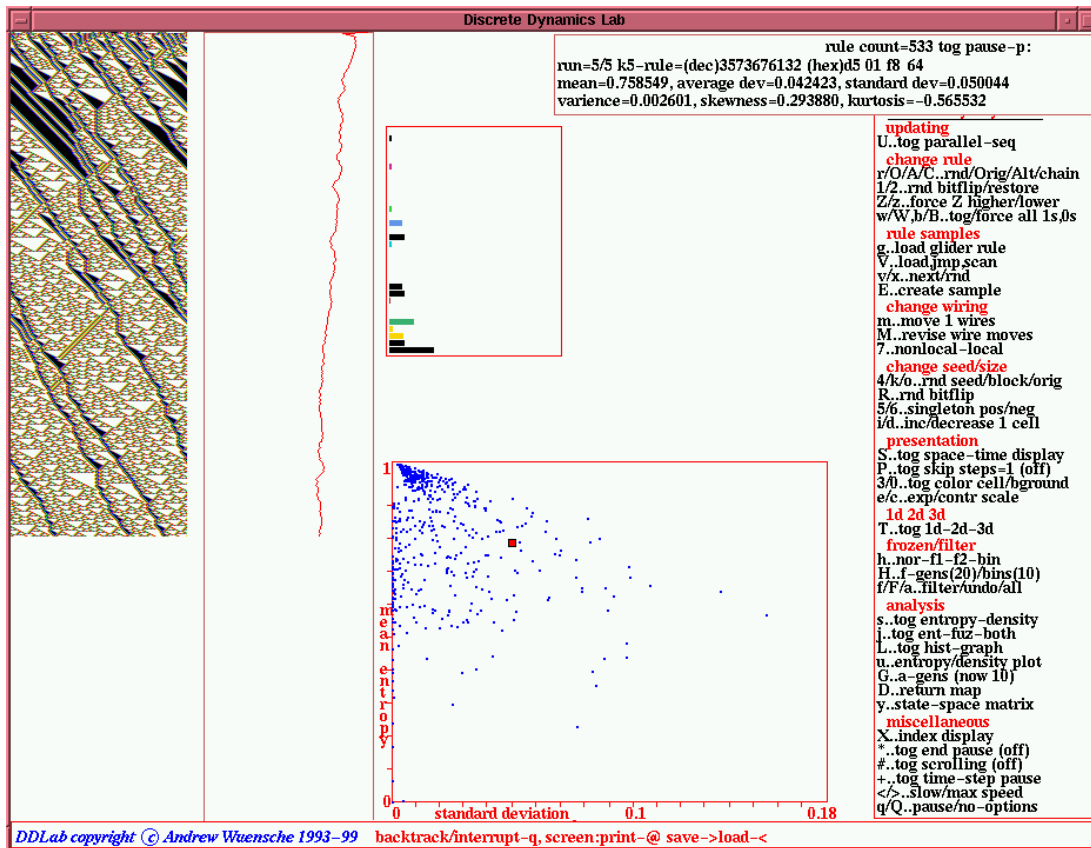 Discrete Dynamics Lab
rule count=533 tog pause-p:
run=5/5 k5-rule=(dec)3573676132 (hex)d5 01 f8 64
mean=0.758549, average dev=0.042423, standard dev=0.050044
varience=0.002601, skewness=0.293880, kurtosis=-0.565532
updating
U..tog parallel-seq
change rule
r/O/A/C..rnd/Orig/Alt/chain
1/2..rnd bitflip/restore
Z/z..force Z higher/lower
w/W,b/B..tog/force all 1s,0s
rule samples
g..load glider rule
V..load,jmp,scan
v/x..next/rnd
E..create sample
change wiring
m..move 1 wires
M..revise wire moves
7..nonlocal-local
change seed/size
4/k/o..rnd seed/block/orig
R..rnd bitflip
5/6..singleton pos/neg
i/d..inc/decrease 1 cell
presentation
S..tog space-time display
P..tog skip steps=1 (off)
3/0..tog color cell/bground
e/c..exp/contr scale
1d 2d 3d
T..tog 1d-2d-3d
frozen/filter
h..nor-f1-f2-bin
H..f-gens(20)/bins(10)
f/F/a..filter/undo/all
analysis
s..tog entropy-density
j..tog ent-fuz-both
L..tog hist-graph
u..entropy/density plot
G..a-gens (now 10)
D..return map
y..state-space matrix
miscellaneous
X..index display
*..tog end pause (off)
#..tog scrolling (off)
+..tog time-step pause
</>..slow/max speed
q/Q..pause/no-options
1
mean entropy
0
0 standard deviation 0.1 0.18
DDLab copyright © Andrew Wuensche 1993-99 backtrack/interrupt-q, screen:print-@ save->load-<